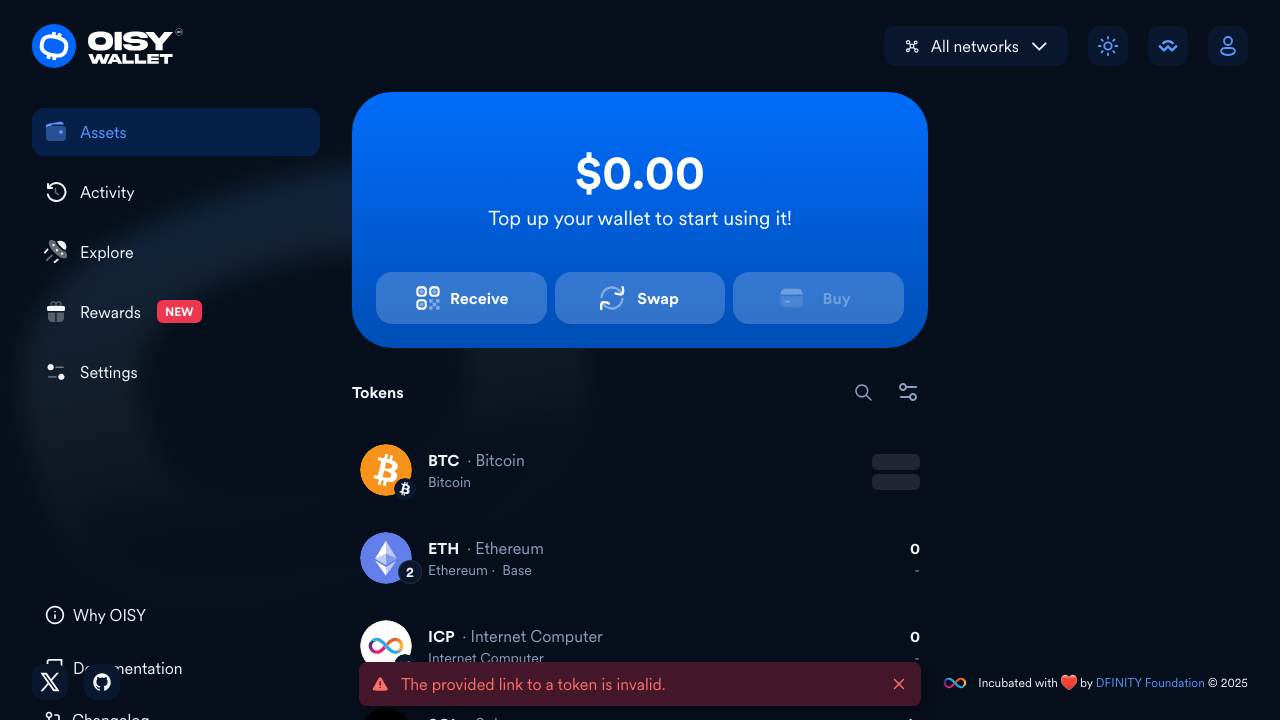 OISY
WALLET
All networks
Assets
Activity
Explore
Rewards NEW
Settings
$0.00
Top up your wallet to start using it!
Receive
Swap
Buy
Tokens
BTC · Bitcoin
Bitcoin
ETH · Ethereum
0
2
Ethereum · Base
-
ICP · Internet Computer
0
Internet Computer
-
Why OISY
Documentation
Changelog
The provided link to a token is invalid.
Incubated with ❤️ by DFINITY Foundation © 2025